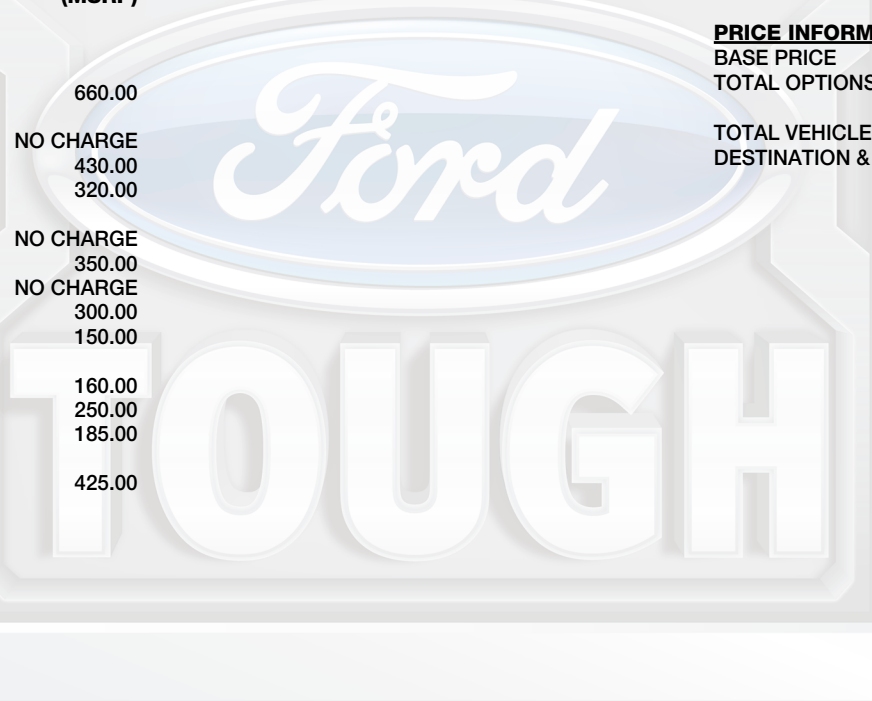 (MSRP)
660.00
NO CHARGE
430.00
320.00
NO CHARGE
350.00
NO CHARGE
300.00
150.00
160.00
250.00
185.00
425.00
PRICE INFORM
BASE PRICE
TOTAL OPTIONS
TOTAL VEHICLE
DESTINATION &
Ford
TOUGH